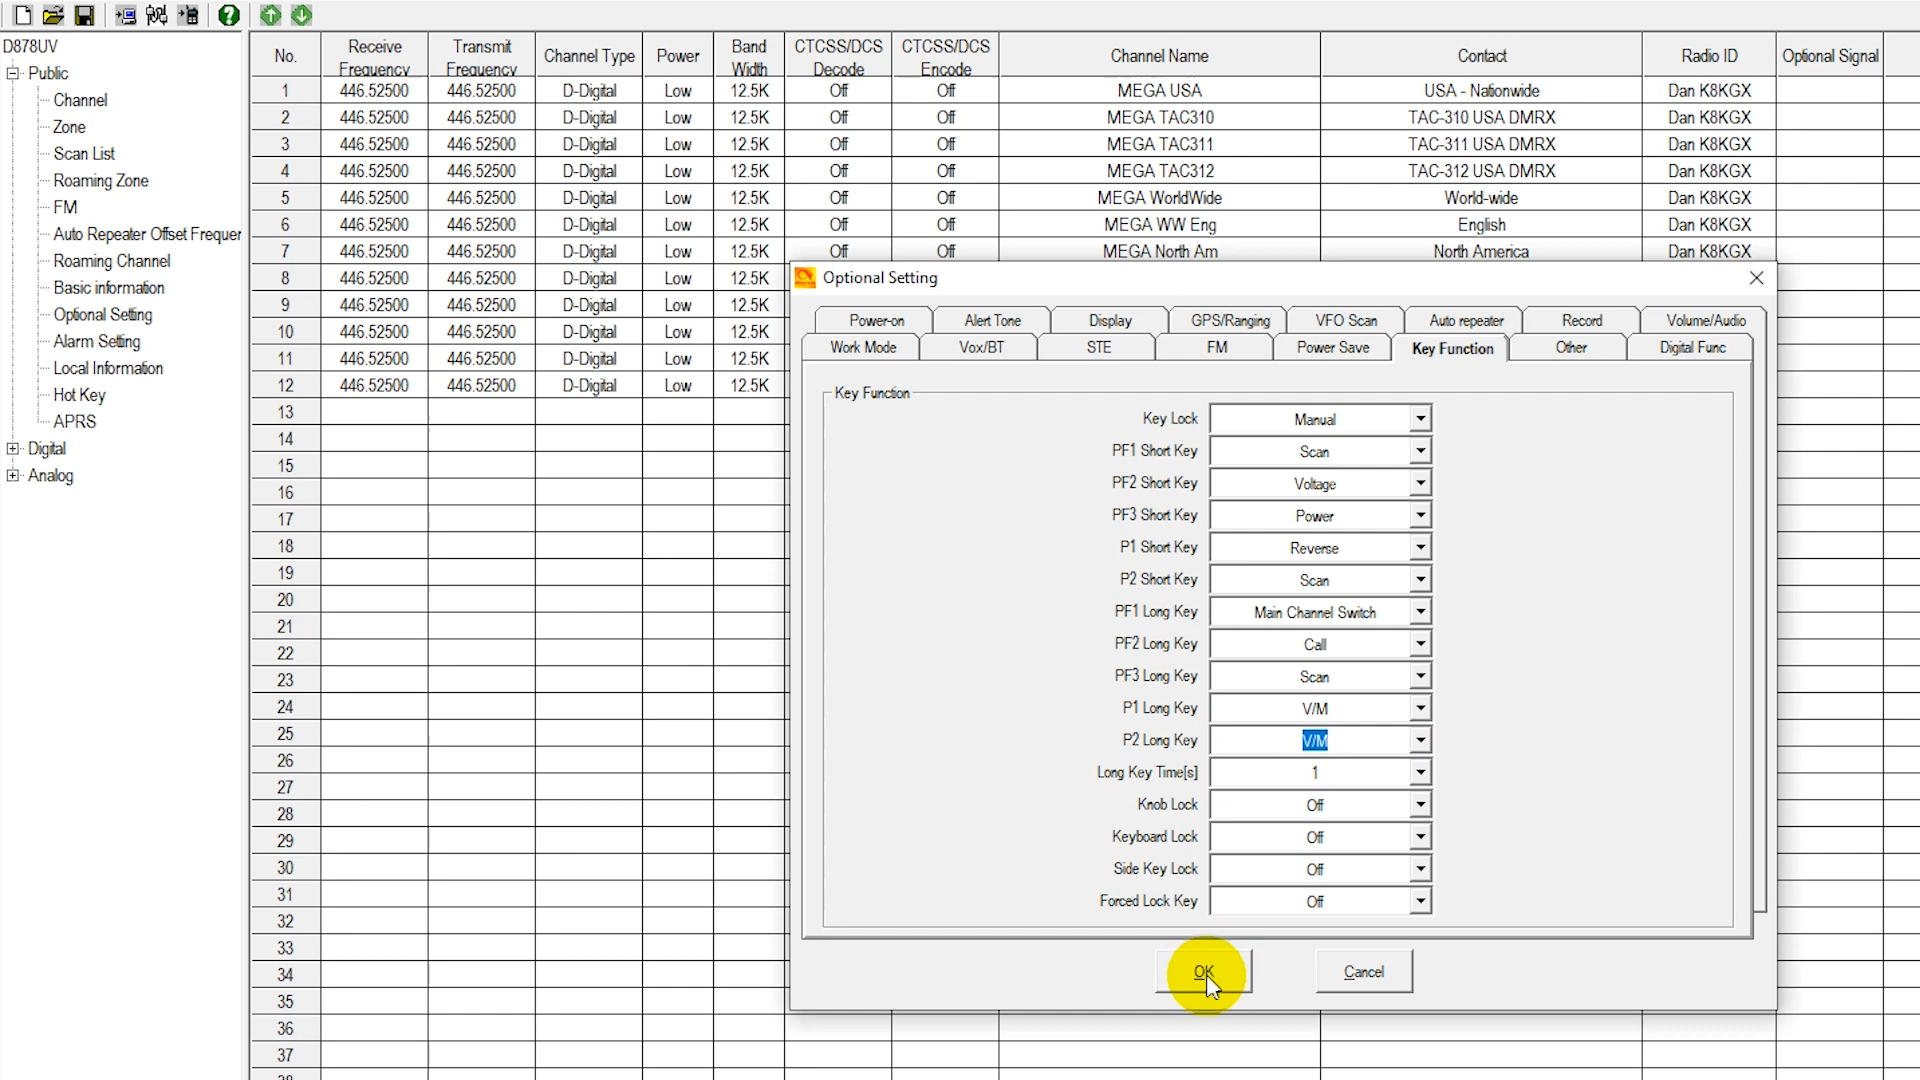 D878UV
Public
Channel
Zone
Scan List
Roaming Zone
FM
Auto Repeater Offset Frequer
Roaming Channel
Basic information
Optional Setting
Alarm Setting
Local Information
Hot Key
APRS
Digital
Analog
No. Receive Frequency Transmit Frequency Channel Type Power Band Width CTCSS/DCS Decode CTCSS/DCS Encode Channel Name Contact Radio ID Optional Signal
1 446.52500 446.52500 D-Digital Low 12.5K Off Off MEGA USA USA - Nationwide Dan K8KGX
2 446.52500 446.52500 D-Digital Low 12.5K Off Off MEGA TAC310 TAC-310 USA DMRX Dan K8KGX
3 446.52500 446.52500 D-Digital Low 12.5K Off Off MEGA TAC311 TAC-311 USA DMRX Dan K8KGX
4 446.52500 446.52500 D-Digital Low 12.5K Off Off MEGA TAC312 TAC-312 USA DMRX Dan K8KGX
5 446.52500 446.52500 D-Digital Low 12.5K Off Off MEGA WorldWide World-wide Dan K8KGX
6 446.52500 446.52500 D-Digital Low 12.5K Off Off MEGA WW Eng English Dan K8KGX
7 446.52500 446.52500 D-Digital Low 12.5K Off Off MEGA North Am North America Dan K8KGX
8 446.52500 446.52500 D-Digital Low 12.5K
9 446.52500 446.52500 D-Digital Low 12.5K
10 446.52500 446.52500 D-Digital Low 12.5K
11 446.52500 446.52500 D-Digital Low 12.5K
12 446.52500 446.52500 D-Digital Low 12.5K
13
14
15
16
17
18
19
20
21
22
23
24
25
26
27
28
29
30
31
32
33
34
35
36
37
38
Optional Setting
Power-on Alert Tone Display GPS/Ranging VFO Scan Auto repeater Record Volume/Audio
Work Mode Vox/BT STE FM Power Save Key Function Other Digital Func
Key Function
Key Lock Manual
PF1 Short Key Scan
PF2 Short Key Voltage
PF3 Short Key Power
P1 Short Key Reverse
P2 Short Key Scan
PF1 Long Key Main Channel Switch
PF2 Long Key Call
PF3 Long Key Scan
P1 Long Key V/M
P2 Long Key V/M
Long Key Time[s] 1
Knob Lock Off
Keyboard Lock Off
Side Key Lock Off
Forced Lock Key Off
OK Cancel